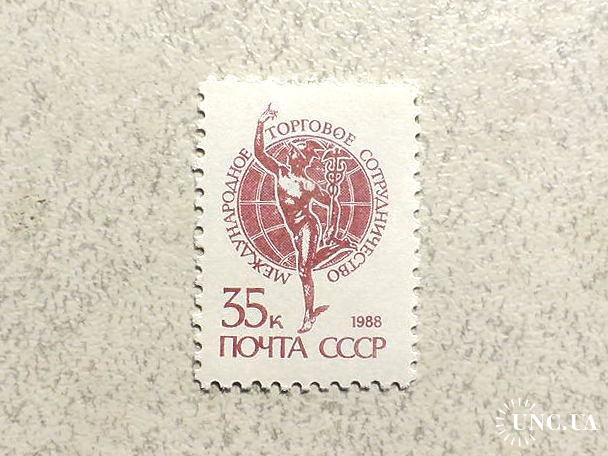 МЕЖДУНАРОДНОЕ ТОРГОВОЕ СОТРУДНИЧЕСТВО
35к 1988
ПОЧТА СССР
UNC.UA